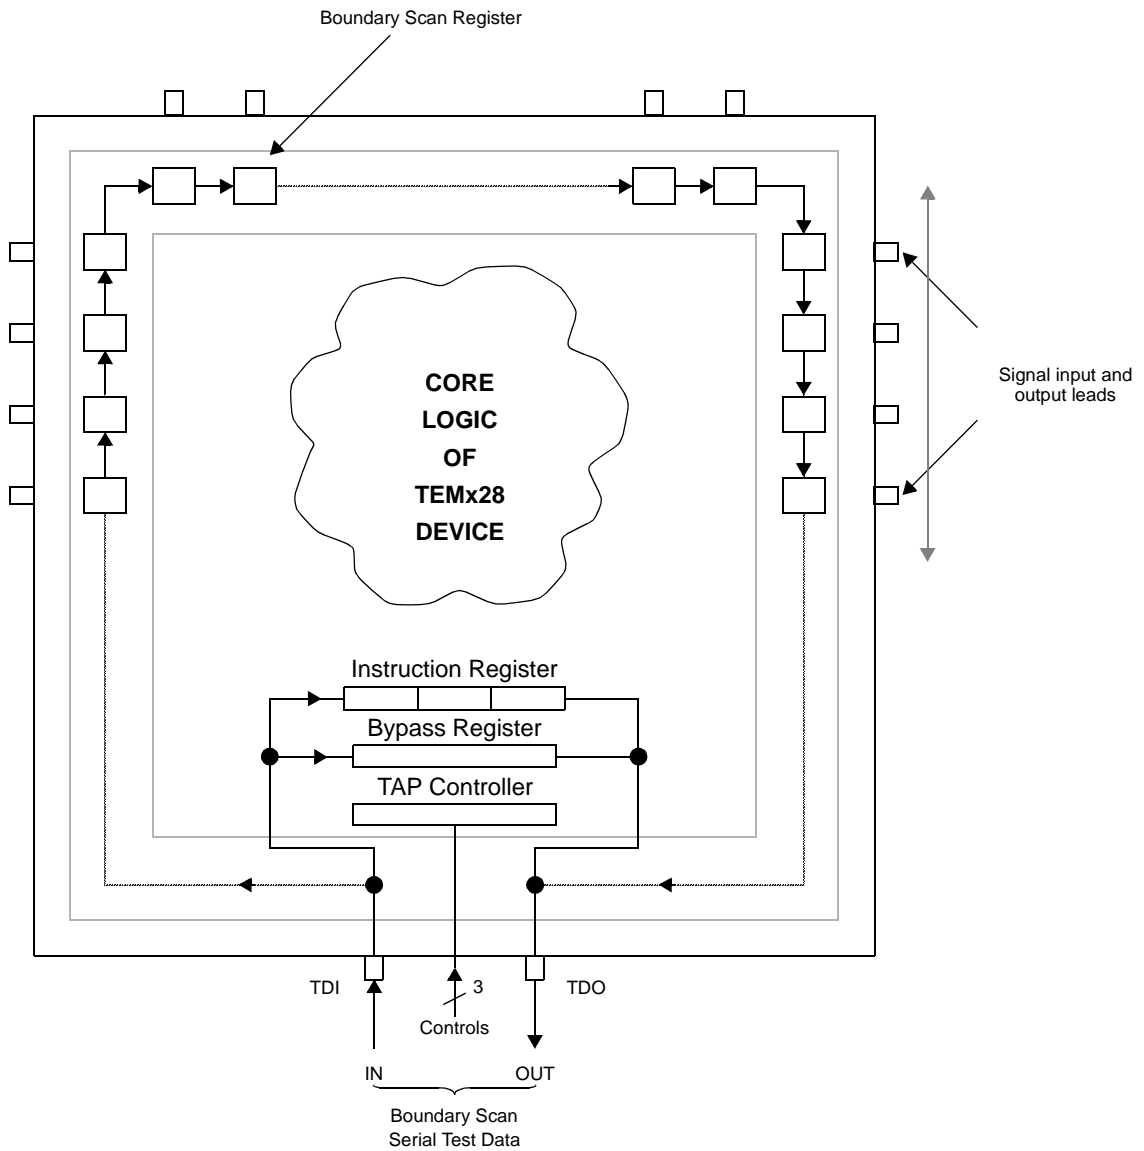 Boundary Scan Register
Signal input and
output leads
CORE
LOGIC
OF
TEMx28
DEVICE
Instruction Register
Bypass Register
TAP Controller
TDI
3
TDO
Controls
IN
OUT
Boundary Scan
Serial Test Data